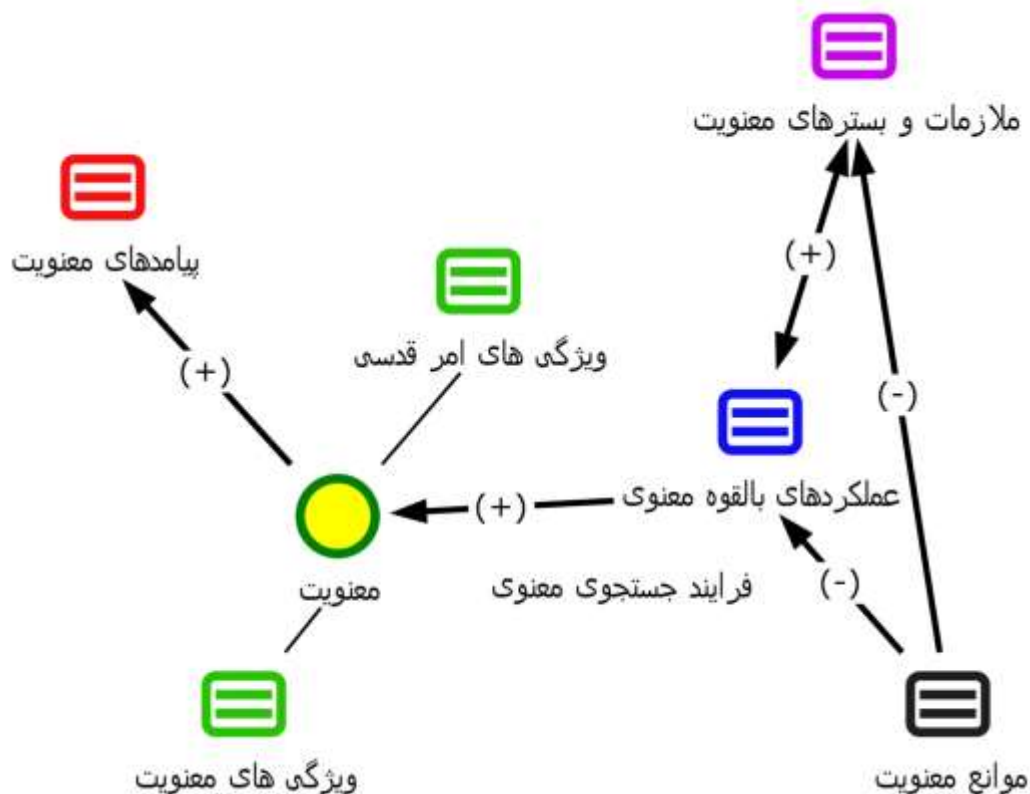 ملازمات و بسترهای معنویت
پیامدهای معنویت
(+)
ویژگی های امر قدسی
(+)
(-)
عملکردهای بالقوه معنوی
(+)
فرایند جستجوی معنوی
(-)
معنویت
ویژگی های معنویت
موانع معنویت